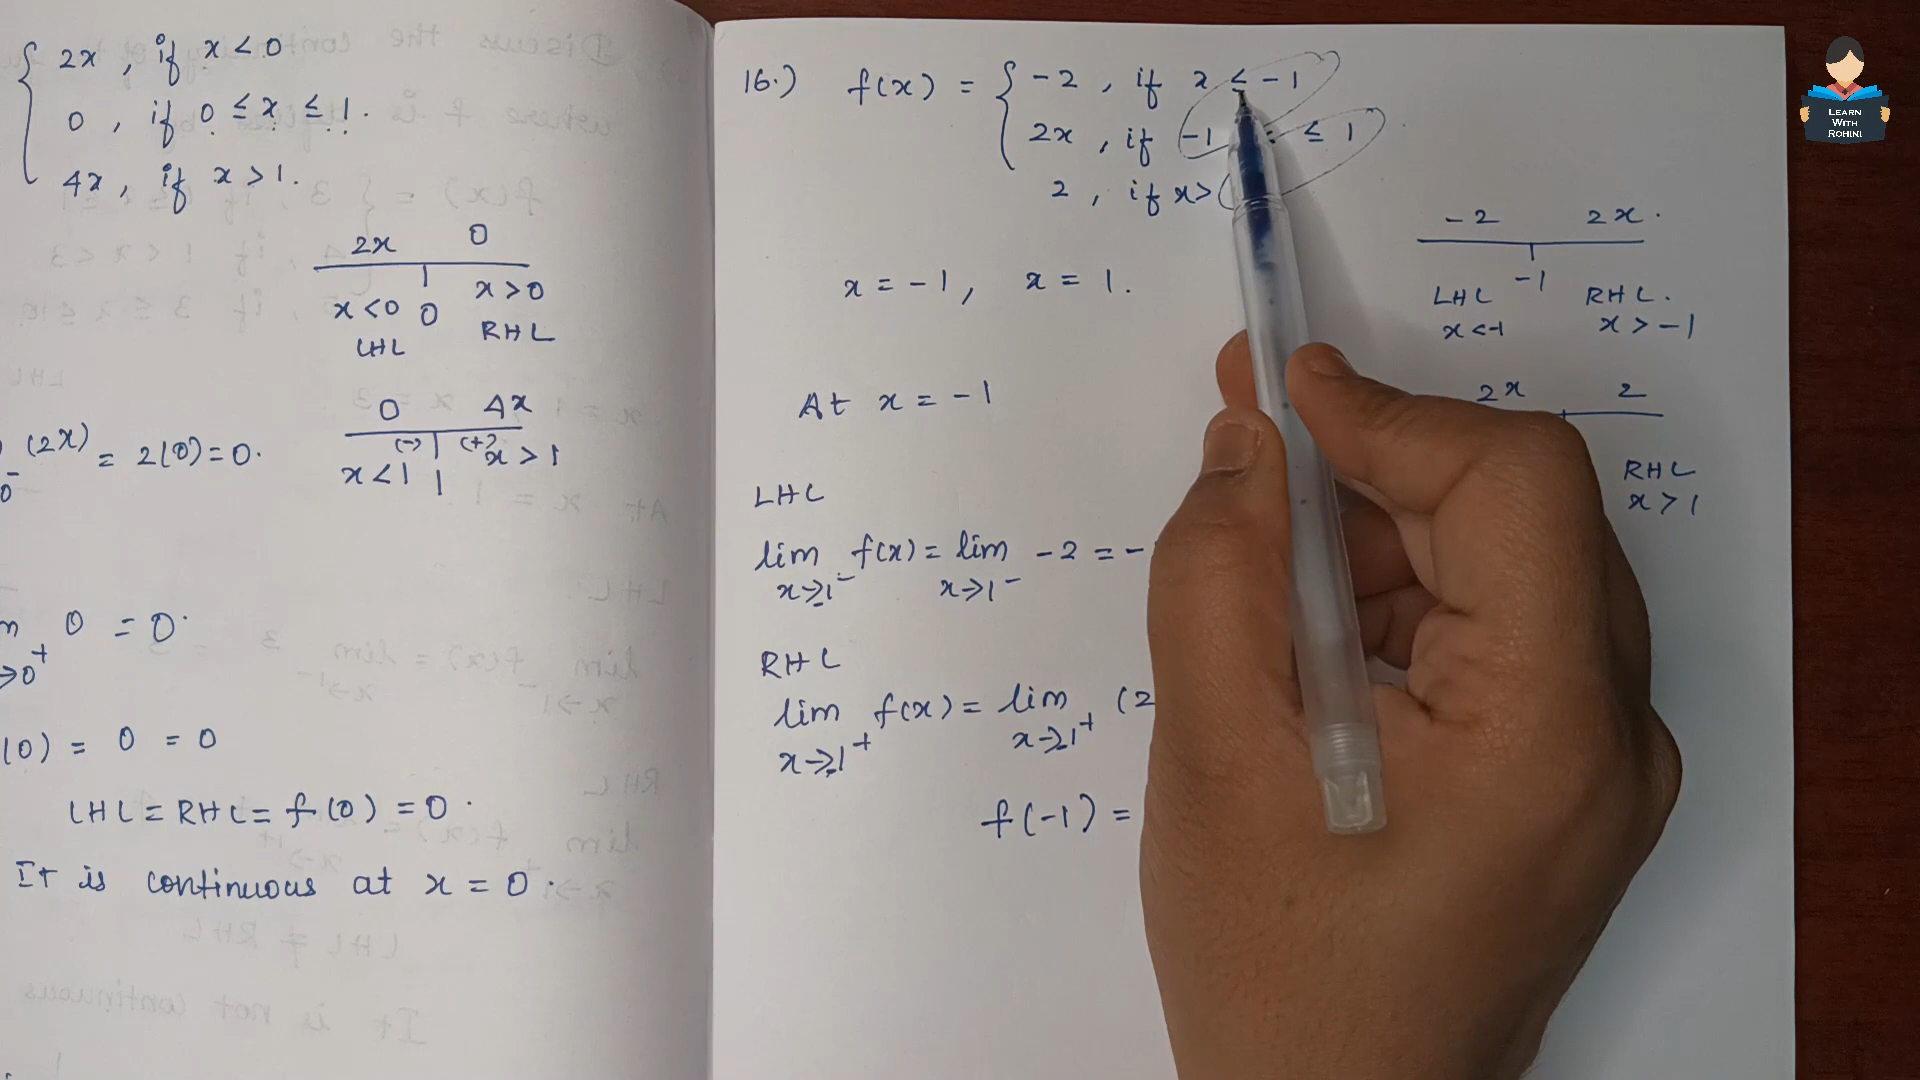 2x , if x < 0
0 , if 0 ≤ x ≤ 1.
4x , if x > 1.
2x 0
x < 0 0 x > 0
LHL RHL
0 4x
(-) (+)
x < 1 1 x > 1
(2x) = 2(0) = 0.
0 = 0.
→0+
(0) = 0 = 0
LHL = RHL = f(0) = 0.
It is continuous at x = 0.
16.) f(x) = { -2 , if x ≤ -1
2x , if -1 ≤ 1
2 , if x >
x = -1, x = 1.
-2 2x.
-1
LHL RHL.
x < -1 x > -1
2x 2
RHL
x > 1
At x = -1
LHL
lim f(x) = lim -2 = -
x→-1- x→1-
RHL
lim f(x) = lim (2
x→-1+ x→-1+
f(-1) =
LEARN
WITH
ROHINI